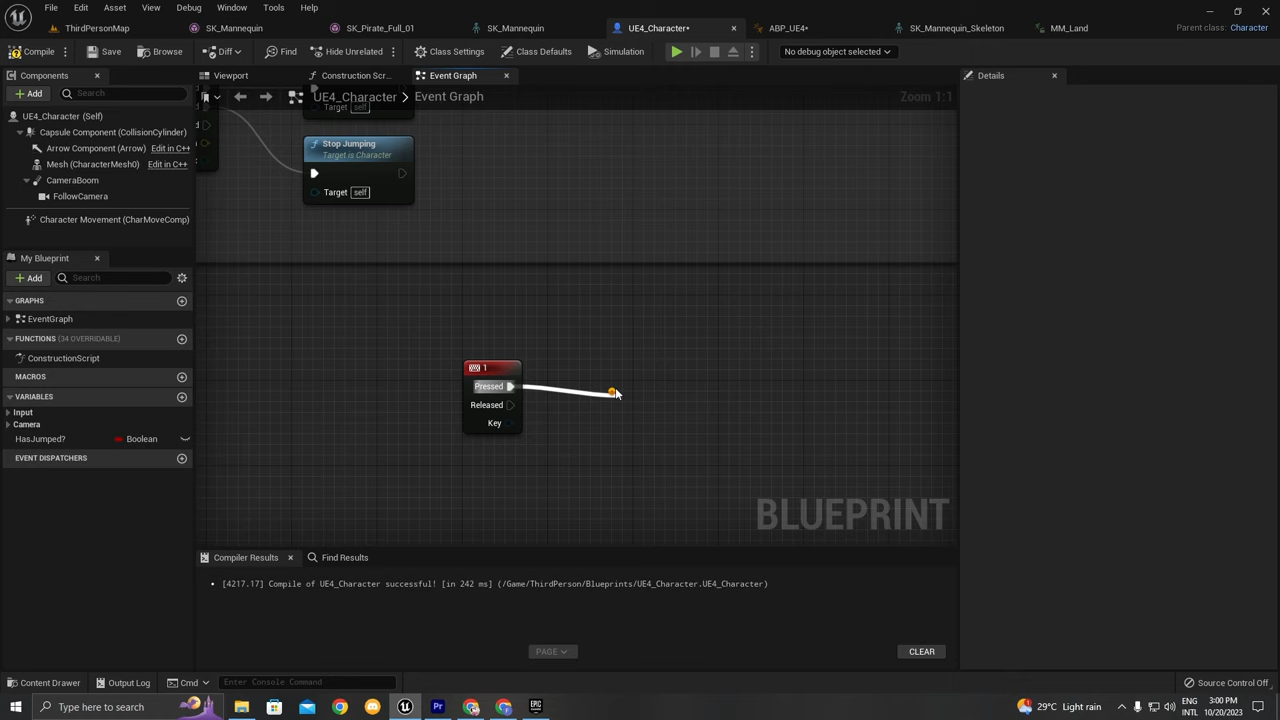 File Edit Asset View Debug Window Tools Help
ThirdPersonMap SK_Mannequin SK_Pirate_Full_01 SK_Mannequin UE4_Character* ABP_UE4* SK_Mannequin_Skeleton MM_Land Parent class: Character
Compile Save Browse Diff Find Hide Unrelated Class Settings Class Defaults Simulation No debug object selected
Components Viewport Construction Scr... Event Graph Details
Add Search
UE4_Character > Event Graph Zoom 1:1
UE4_Character (Self)
Capsule Component (CollisionCylinder)
Arrow Component (Arrow) Edit in C++
Mesh (CharacterMesh0) Edit in C++
CameraBoom
FollowCamera
Character Movement (CharMoveComp)
Target self
Stop Jumping
Target is Character
Target self
My Blueprint
Add Search
GRAPHS
EventGraph
FUNCTIONS (34 OVERRIDABLE)
ConstructionScript
MACROS
VARIABLES
Input
Camera
HasJumped? Boolean
EVENT DISPATCHERS
1
Pressed
Released
Key
BLUEPRINT
Compiler Results Find Results
[4217.17] Compile of UE4_Character successful! [in 242 ms] (/Game/ThirdPerson/Blueprints/UE4_Character.UE4_Character)
PAGE CLEAR
Content Drawer Output Log Cmd Enter Console Command Source Control Off
Type here to search 29°C Light rain ENG INTL 3:00 PM 10/20/2023